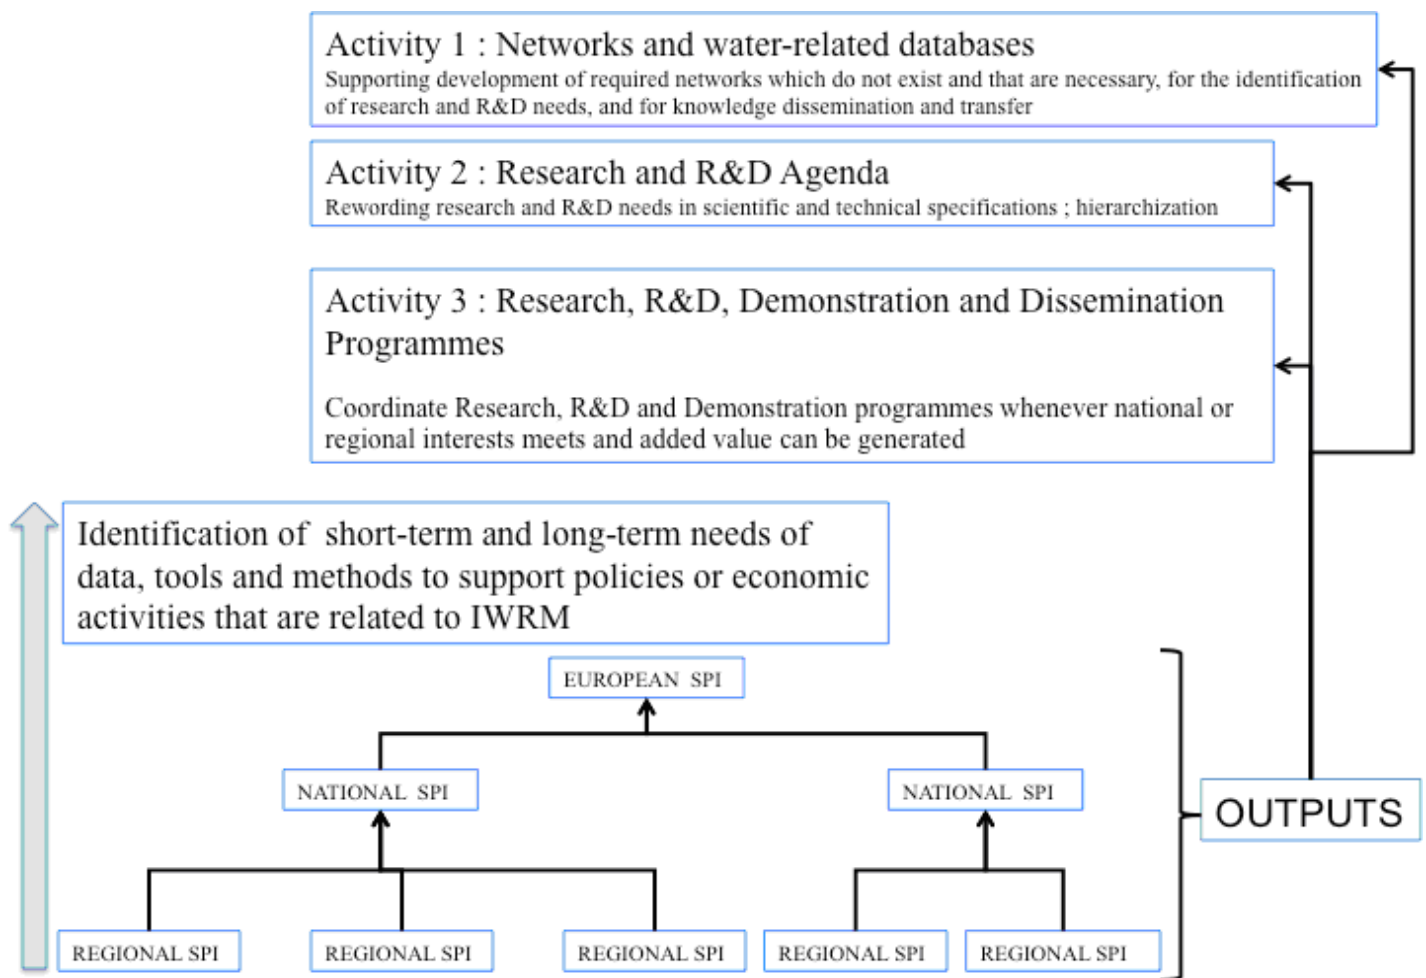 Activity 1 : Networks and water-related databases
Supporting development of required networks which do not exist and that are necessary, for the identification
of research and R&D needs, and for knowledge dissemination and transfer
Activity 2 : Research and R&D Agenda
Rewording research and R&D needs in scientific and technical specifications ; hierarchization
Activity 3 : Research, R&D, Demonstration and Dissemination
Programmes
Coordinate Research, R&D and Demonstration programmes whenever national or
regional interests meets and added value can be generated
Identification of  short-term and long-term needs of
data, tools and methods to support policies or economic
activities that are related to IWRM
EUROPEAN  SPI
NATIONAL  SPI
NATIONAL  SPI
OUTPUTS
REGIONAL SPI
REGIONAL SPI
REGIONAL SPI
REGIONAL SPI
REGIONAL SPI